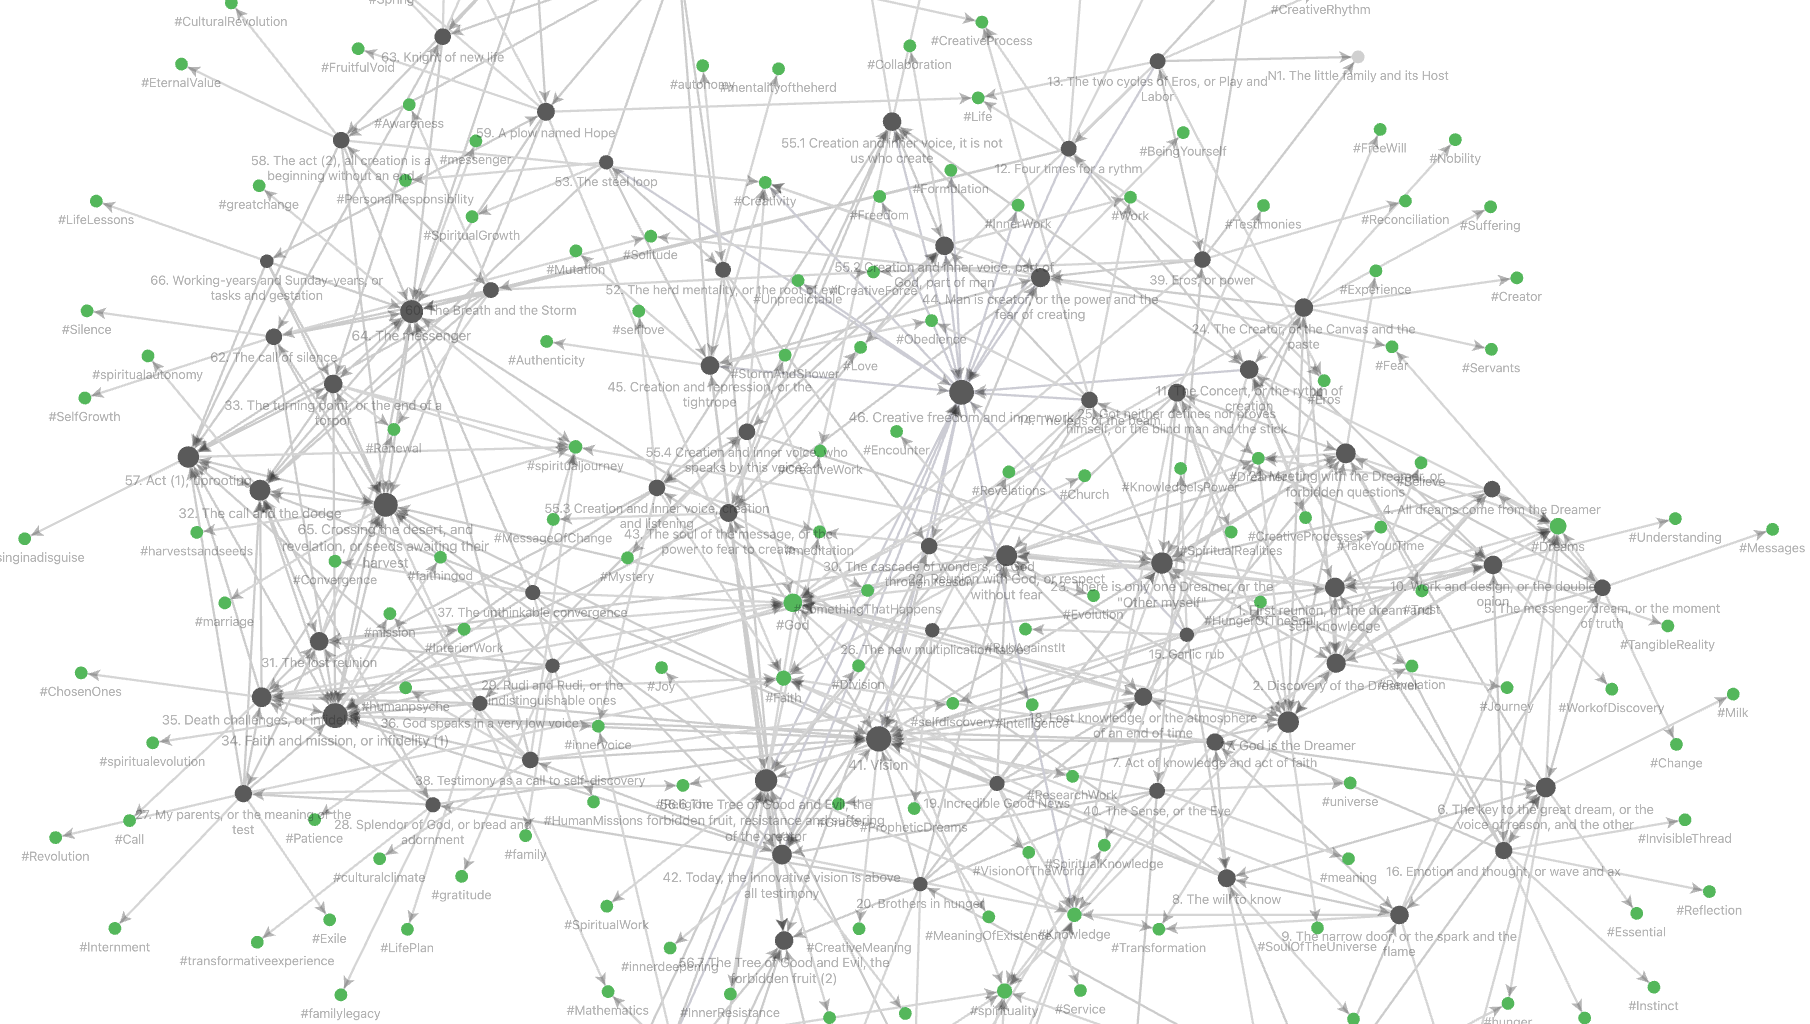 #Spring
#CreativeRhythm
#CulturalRevolution
#CreativeProcess
63. Knight of new life
#FruitfulVoid
#Collaboration
#EternalValue
#autonomy
#mentalityoftheherd
13. The two cycles of Eros, or Play and
Labor
N1. The little family and its Host
#Awareness
#Life
59. A plow named Hope
55.1 Creation and inner voice, it is not
us who create
#BeingYourself
#FreeWill
#Nobility
58. The act (2), all creation is a
beginning without an end
#messenger
12. Four times for a rythm
53. The steel loop
#greatchange
#PersonalResponsibility
#Creativity
#Formulation
#Freedom
#LifeLessons
#InnerWork
#Work
#Testimonies
#Reconciliation
#Suffering
#SpiritualGrowth
#Solitude
#Mutation
55.2 Creation and inner voice, part of
God, part of man
66. Working-years and Sunday-years, or
tasks and gestation
52. The herd mentality, or the root of evil
#CreativeForce
#Unpredictable
44. Man is creator, or the power and the
fear of creating
39. Eros, or power
#Experience
#Creator
60. The Breath and the Storm
#Silence
64. The messenger
#selflove
#Obedience
24. The Creator, or the Canvas and the
paste
62. The call of silence
#Authenticity
#StormAndShower
#Love
#Fear
#Servants
#spiritualautonomy
45. Creation and repression, or the
tightrope
11. The Concert, or the rythm of
creation
#Eros
#SelfGrowth
33. The turning point, or the end of a
torpor
46. Creative freedom and inner work
14. The legs of the beam
25. Got neither defines nor proves
himself, or the blind man and the stick
#Renewal
#spiritualjourney
55.4 Creation and inner voice, who
speaks by this voice?
#CreativeWork
#Encounter
57. Act (1), uprooting
#Revelations
#Church
#KnowledgeIsPower
21. Meeting with the Dreamer, or
forbidden questions
#Believe
32. The call and the dodge
55.3 Creation and inner voice, creation
and listening
4. All dreams come from the Dreamer
65. Crossing the desert, and
revelation, or seeds awaiting their
harvest
#MessageOfChange
43. The soul of the message, or the
power to fear to create
#meditation
#CreativeProcesses
#TakeYourTime
#Dreams
#Understanding
#Messages
singinadisguise
#harvestsandseeds
#SpiritualRealities
#Convergence
#faithingod
#Mystery
30. The cascade of wonders, or God
through reason
22. Reunion with God, or respect
without fear
23. There is only one Dreamer, or the
"Other myself"
10. Work and design, or the double
onion
#marriage
37. The unthinkable convergence
#SomethingThatHappens
#God
#Evolution
#HungerOfTheSoul
1. First reunion, or the dream and
self-knowledge
#Trust
5. The messenger dream, or the moment
of truth
#mission
#InteriorWork
26. The new multiplication table
#RubAgainstIt
15. Garlic rub
#TangibleReality
31. The lost reunion
29. Rudi and Rudi, or the
indistinguishable ones
#Joy
#Faith
#Division
2. Discovery of the Dreamer
#Revelation
#ChosenOnes
#humanpsyche
#Journey
#WorkofDiscovery
#Milk
35. Death challenges, or infidelity
36. God speaks in a very low voice
#selfdiscovery
#Intelligence
18. Lost knowledge, or the atmosphere
of an end of time
34. Faith and mission, or infidelity (1)
#innervoice
17. God is the Dreamer
#spiritualevolution
41. Vision
7. Act of knowledge and act of faith
#Change
38. Testimony as a call to self-discovery
#Religion
#ResearchWork
#universe
27. My parents, or the meaning of the
test
28. Splendor of God, or bread and
adornment
#HumanMissions
56.6 The Tree of Good and Evil, the
forbidden fruit, resistance and suffering
of the creator
#Grace
19. Incredible Good News
#PropheticDreams
40. The Sense, or the Eye
6. The key to the great dream, or the
voice of reason, and the other
#Call
#Patience
#InvisibleThread
#Revolution
#family
#SpiritualKnowledge
#VisionOfTheWorld
#culturalclimate
42. Today, the innovative vision is above
all testimony
#meaning
16. Emotion and thought, or wave and ax
#gratitude
20. Brothers in hunger
8. The will to know
#Reflection
#SpiritualWork
#Internment
#Exile
#LifePlan
#CreativeMeaning
#MeaningOfExistence
#Knowledge
#Transformation
#SoulOfTheUniverse
9. The narrow door, or the spark and the
flame
#Essential
#transformativeexperience
#innerdeepening
56.7 The Tree of Good and Evil, the
forbidden fruit (2)
#familylegacy
#Mathematics
#InnerResistance
#spirituality
#Service
#hunger
#Instinct